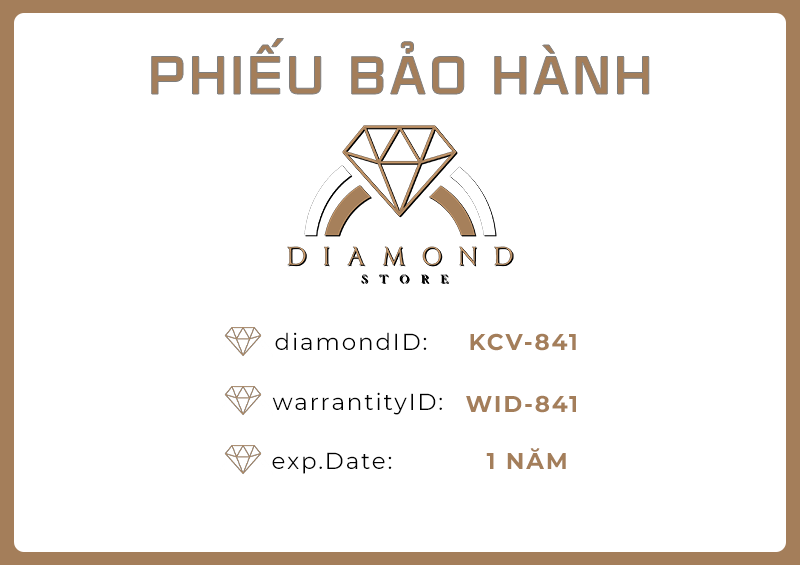 PHIẾU BẢO HÀNH
DIAMOND
STORE
diamondID: KCV-841
warrantityID: WID-841
exp.Date: 1 NĂM